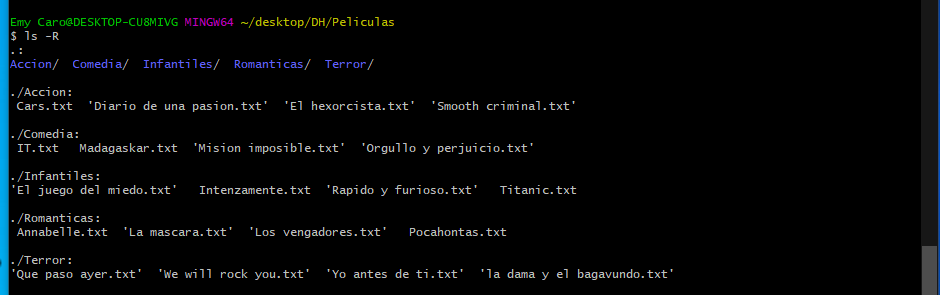 Emy Caro@DESKTOP-CU8MIVG MINGW64 ~/desktop/DH/Peliculas
$ ls -R
.:
Accion/  Comedia/  Infantiles/  Romanticas/  Terror/
./Accion:
Cars.txt  'Diario de una pasion.txt'  'El hexorcista.txt'  'Smooth criminal.txt'
./Comedia:
IT.txt   Madagaskar.txt  'Mision imposible.txt'  'Orgullo y perjuicio.txt'
./Infantiles:
'El juego del miedo.txt'   Intenzamente.txt  'Rapido y furioso.txt'   Titanic.txt
./Romanticas:
Annabelle.txt  'La mascara.txt'  'Los vengadores.txt'   Pocahontas.txt
./Terror:
'Que paso ayer.txt'  'We will rock you.txt'  'Yo antes de ti.txt'  'la dama y el bagavundo.txt'